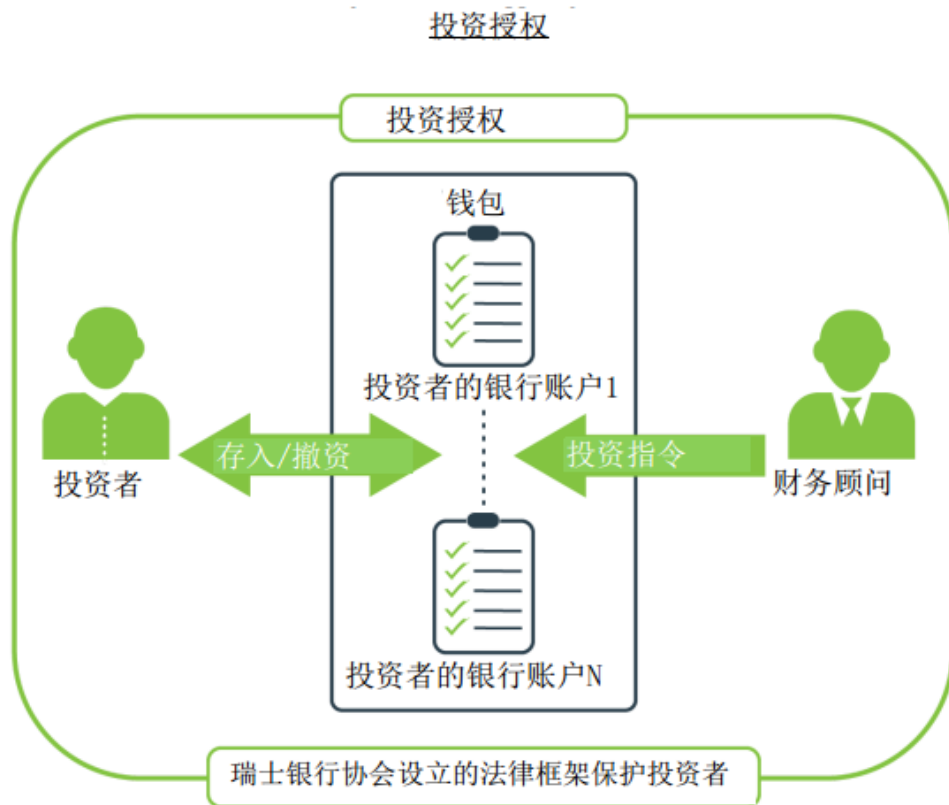 投资授权
投资授权
钱包
投资者的银行账户1
存入/撤资
投资指令
投资者
财务顾问
投资者的银行账户N
瑞士银行协会设立的法律框架保护投资者